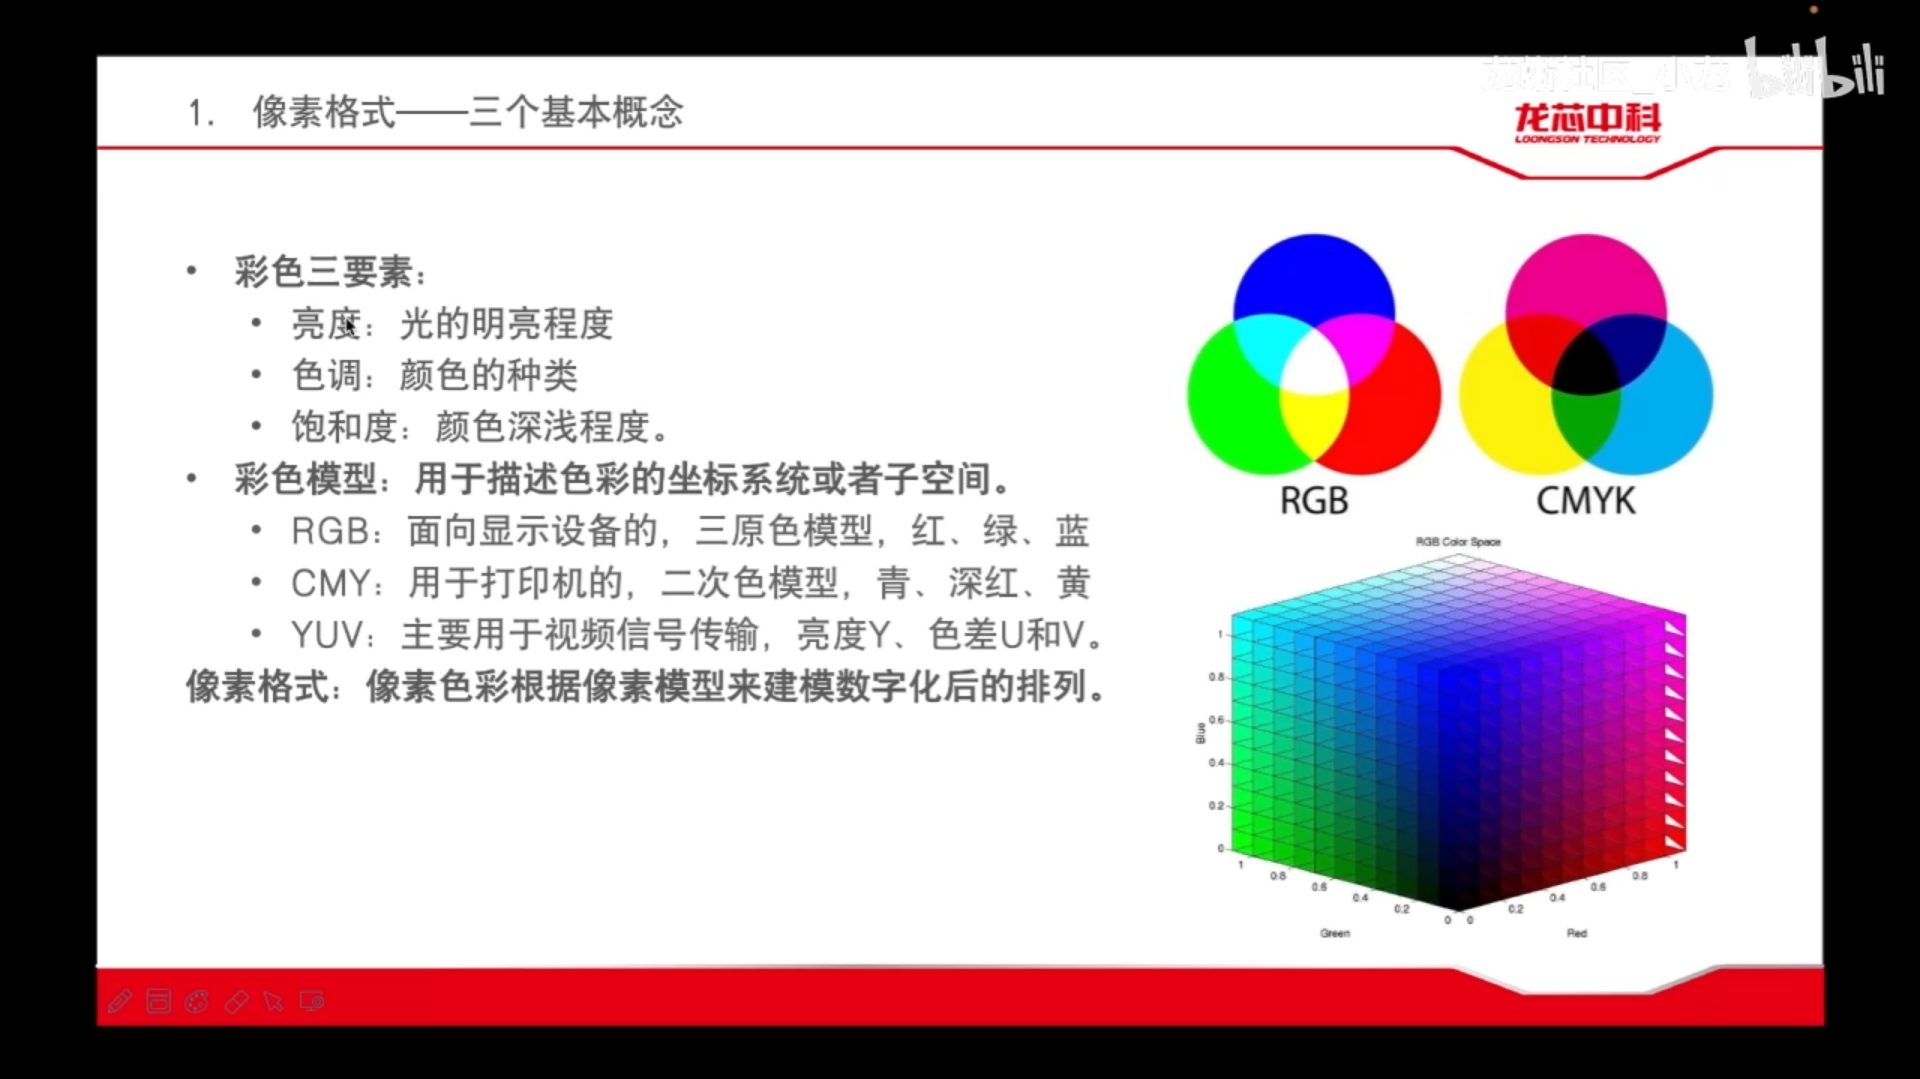 龙蜥社区_小龙 bilibili
1. 像素格式——三个基本概念
龙芯中科
LOONGSON TECHNOLOGY
• 彩色三要素：
• 亮度：光的明亮程度
• 色调：颜色的种类
• 饱和度：颜色深浅程度。
• 彩色模型：用于描述色彩的坐标系统或者子空间。
• RGB：面向显示设备的，三原色模型，红、绿、蓝
• CMY：用于打印机的，二次色模型，青、深红、黄
• YUV：主要用于视频信号传输，亮度Y、色差U和V。
像素格式：像素色彩根据像素模型来建模数字化后的排列。
RGB
CMYK
RGB Color Space
1
0.8
0.6
0.4
0.2
0
Blue
1
0.8
0.6
0.4
0.2
0
Green
0
0.2
0.4
0.6
0.8
1
Red